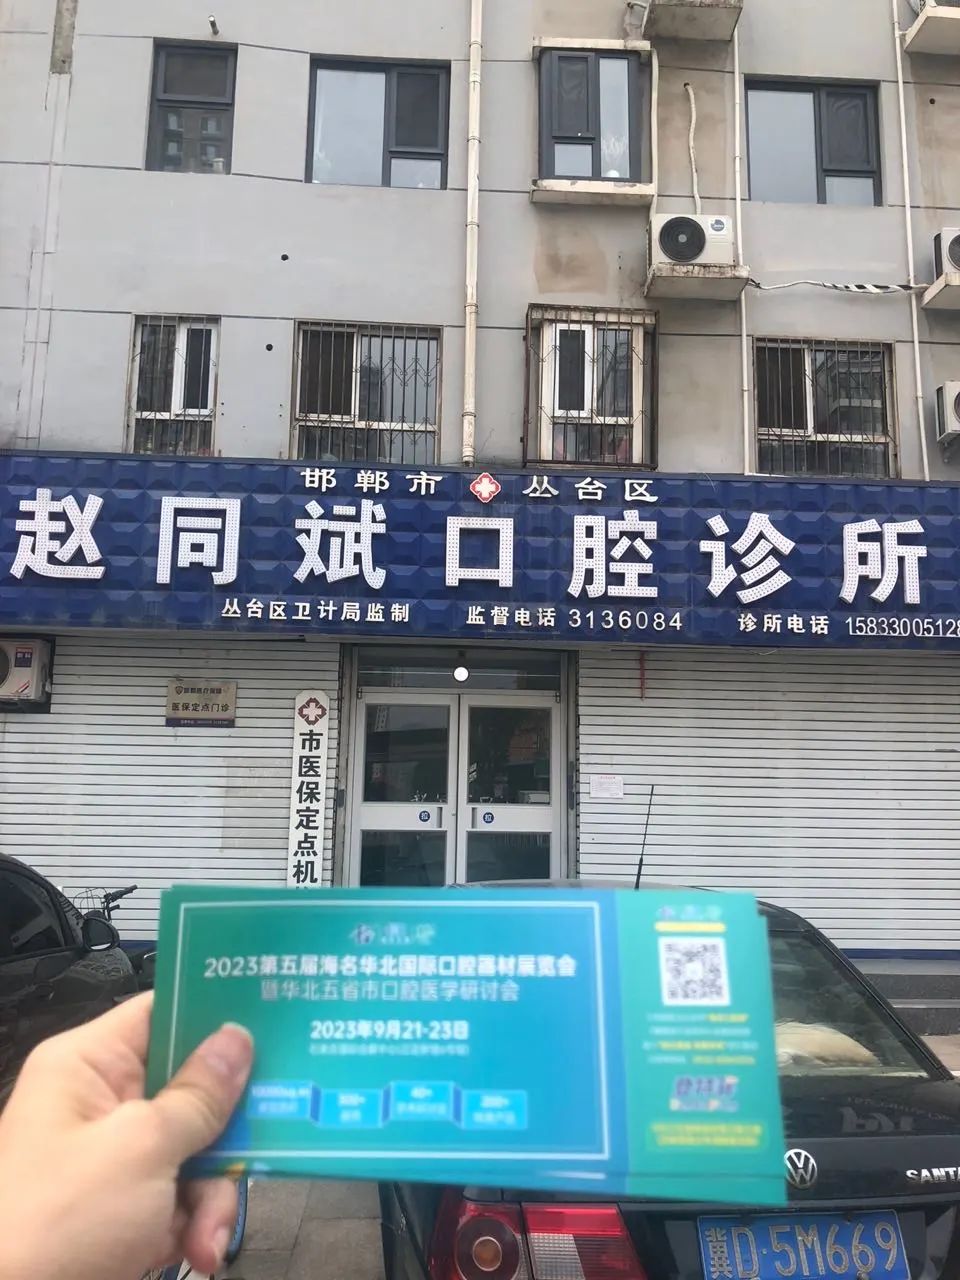 邯郸市 丛台区
赵同斌口腔诊所
丛台区卫计局监制 监督电话 3136084 诊所电话 15833005128
医保定点门诊
市医保定点机
拉 拉
2023第五届海名华北国际口腔器材展览会
暨华北五省市口腔医学研讨会
2023年9月21-23日
SANTA
冀D·5M669